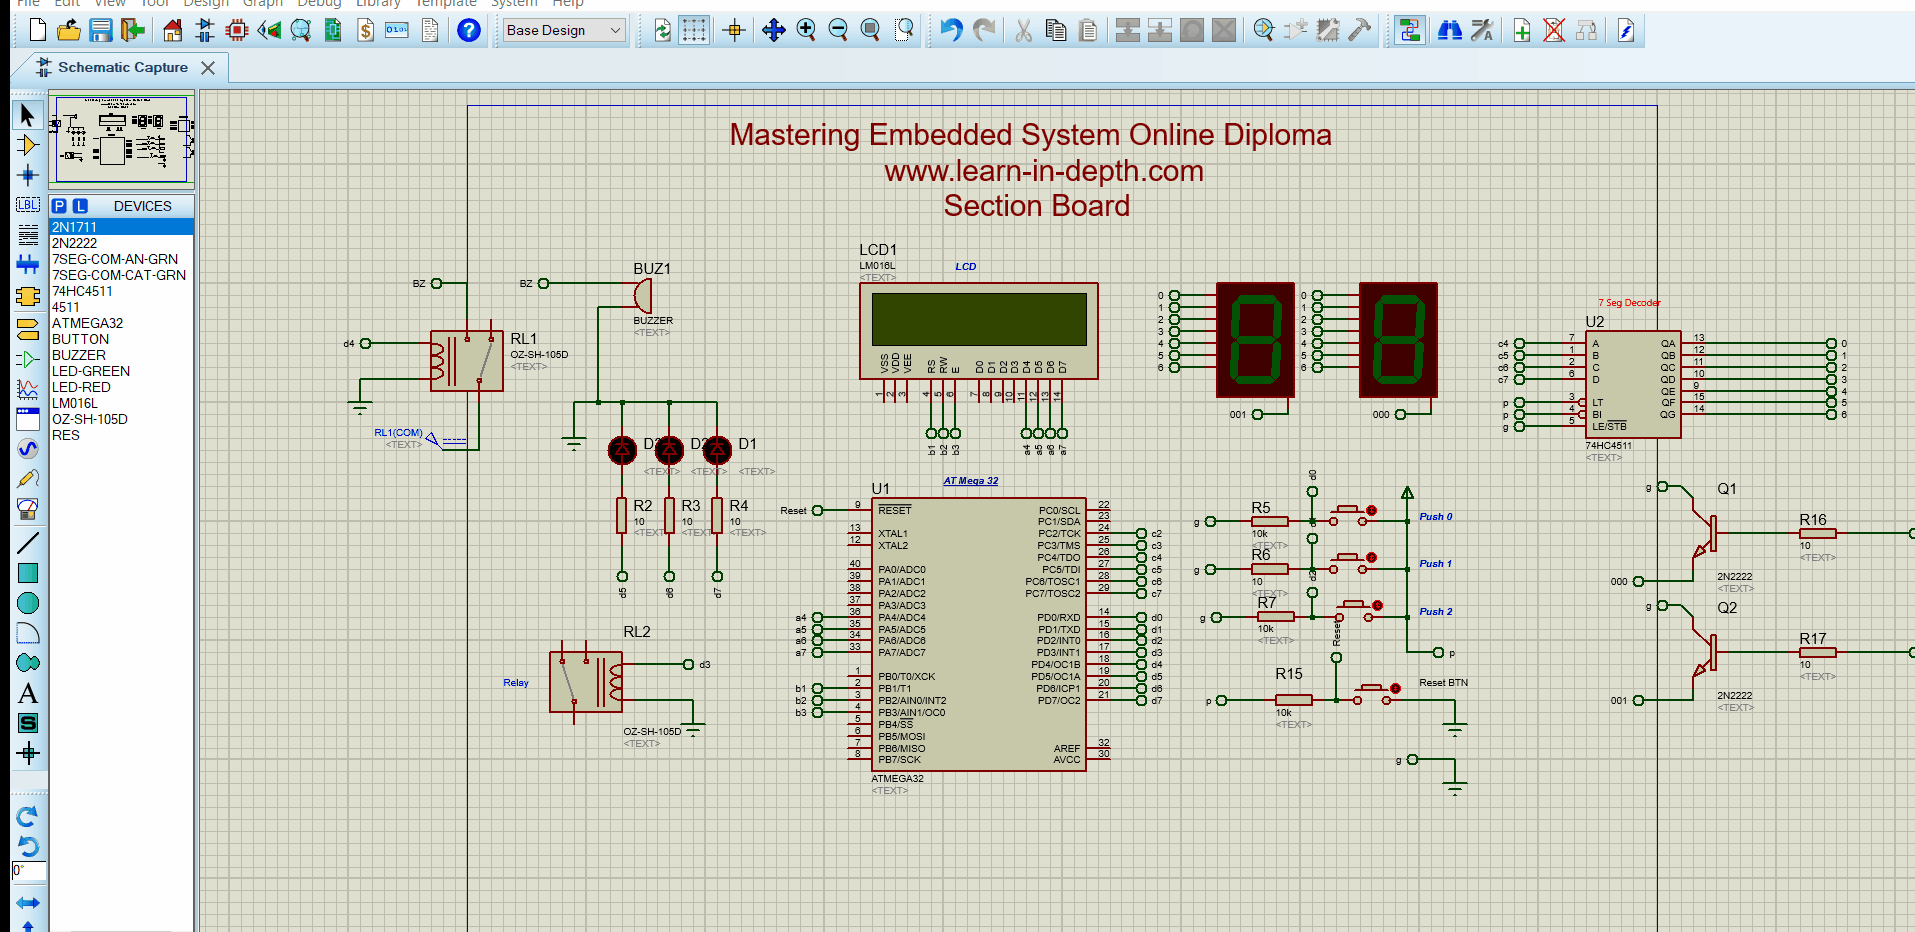 File Edit View Tool Design Graph Debug Library Template System Help
Base Design
Schematic Capture
P L DEVICES
2N1711
2N2222
7SEG-COM-AN-GRN
7SEG-COM-CAT-GRN
74HC4511
4511
ATMEGA32
BUTTON
BUZZER
LED-GREEN
LED-RED
LM016L
OZ-SH-105D
RES
LBL
A
S
0°
Mastering Embedded System Online Diploma
www.learn-in-depth.com
Section Board
BZ
d4
RL1
OZ-SH-105D
<TEXT>
RL1(COM)
<TEXT>
BZ
BUZ1
BUZZER
<TEXT>
D1
<TEXT> <TEXT> <TEXT>
R2 R3 R4
10 10 10
<TEXT> <TEXT> <TEXT>
d5 d6 d7
Relay
RL2
d3
OZ-SH-105D
<TEXT>
LCD1
LM016L
<TEXT>
LCD
VSS VDD VEE RS RW E D0 D1 D2 D3 D4 D5 D6 D7
1 2 3 4 5 6 7 8 9 10 11 12 13 14
b1 b2 b3 a4 a5 a6 a7
AT Mega 32
U1
Reset 9 RESET
13 XTAL1
12 XTAL2
40 PA0/ADC0
39 PA1/ADC1
38 PA2/ADC2
37 PA3/ADC3
a4 36 PA4/ADC4
a5 35 PA5/ADC5
a6 34 PA6/ADC6
a7 33 PA7/ADC7
1 PB0/T0/XCK
b1 2 PB1/T1
b2 3 PB2/AIN0/INT2
b3 4 PB3/AIN1/OC0
5 PB4/SS
6 PB5/MOSI
7 PB6/MISO
8 PB7/SCK
PC0/SCL 22
PC1/SDA 23
PC2/TCK 24 c2
PC3/TMS 25 c3
PC4/TDO 26 c4
PC5/TDI 27 c5
PC6/TOSC1 28 c6
PC7/TOSC2 29 c7
PD0/RXD 14 d0
PD1/TXD 15 d1
PD2/INT0 16 d2
PD3/INT1 17 d3
PD4/OC1B 18 d4
PD5/OC1A 19 d5
PD6/ICP1 20 d6
PD7/OC2 21 d7
AREF 32
AVCC 30
ATMEGA32
<TEXT>
0 0
1 1
2 2
3 3
4 4
5 5
6 6
001 000
7 Seg Decoder
U2
c4 7 A QA 13 0
c5 1 B QB 12 1
c6 2 C QC 11 2
c7 6 D QD 10 3
QE 9 4
p 3 LT QF 15 5
p 4 BI QG 14 6
g 5 LE/STB
74HC4511
<TEXT>
d0
g R5 Push 0
10k
<TEXT>
g R6 Push 1
10
<TEXT>
d2
g R7 Push 2
10k
<TEXT>
Reset
p
p R15 Reset BTN
10k
<TEXT>
g
g Q1
R16
10
<TEXT>
000 2N2222
<TEXT>
g Q2
R17
10
<TEXT>
001 2N2222
<TEXT>